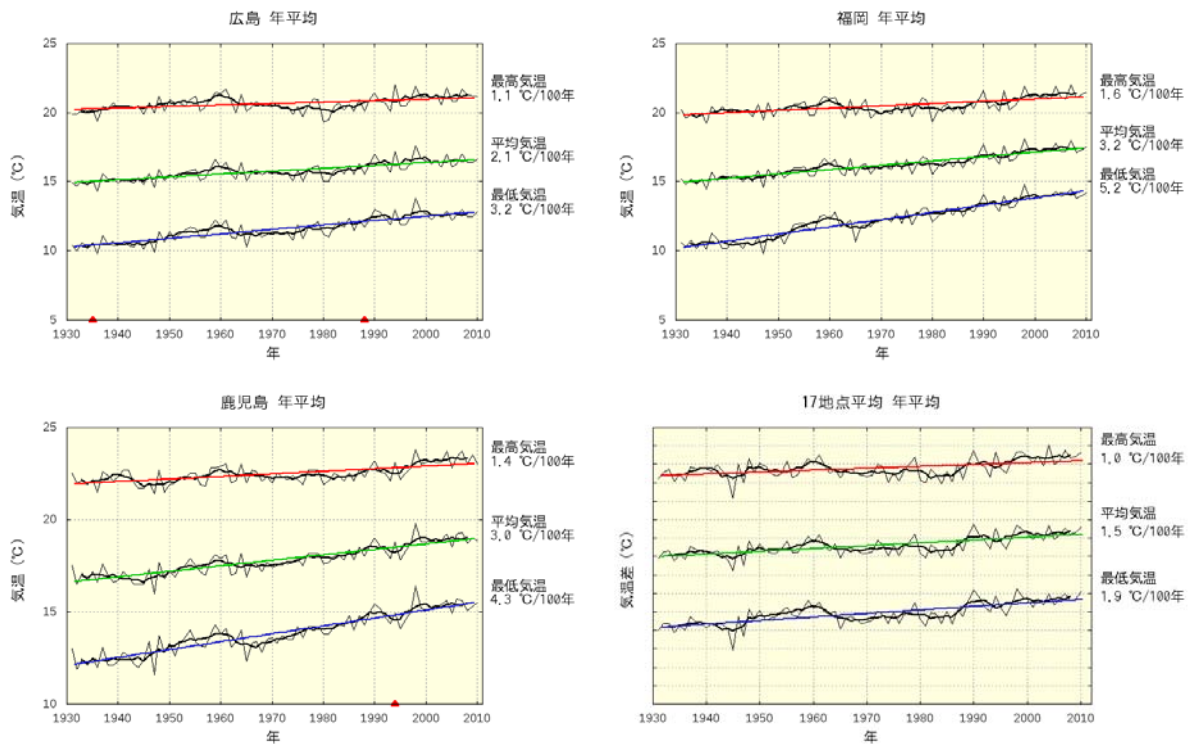 広島 年平均
25
20
15
10
5
気温 (℃)
1930 1940 1950 1960 1970 1980 1990 2000 2010
年
最高気温
1.1 ℃/100年
平均気温
2.1 ℃/100年
最低気温
3.2 ℃/100年
福岡 年平均
25
20
15
10
5
気温 (℃)
1930 1940 1950 1960 1970 1980 1990 2000 2010
年
最高気温
1.6 ℃/100年
平均気温
3.2 ℃/100年
最低気温
5.2 ℃/100年
鹿児島 年平均
25
20
15
10
気温 (℃)
1930 1940 1950 1960 1970 1980 1990 2000 2010
年
最高気温
1.4 ℃/100年
平均気温
3.0 ℃/100年
最低気温
4.3 ℃/100年
17地点平均 年平均
気温差 (℃)
1930 1940 1950 1960 1970 1980 1990 2000 2010
年
最高気温
1.0 ℃/100年
平均気温
1.5 ℃/100年
最低気温
1.9 ℃/100年